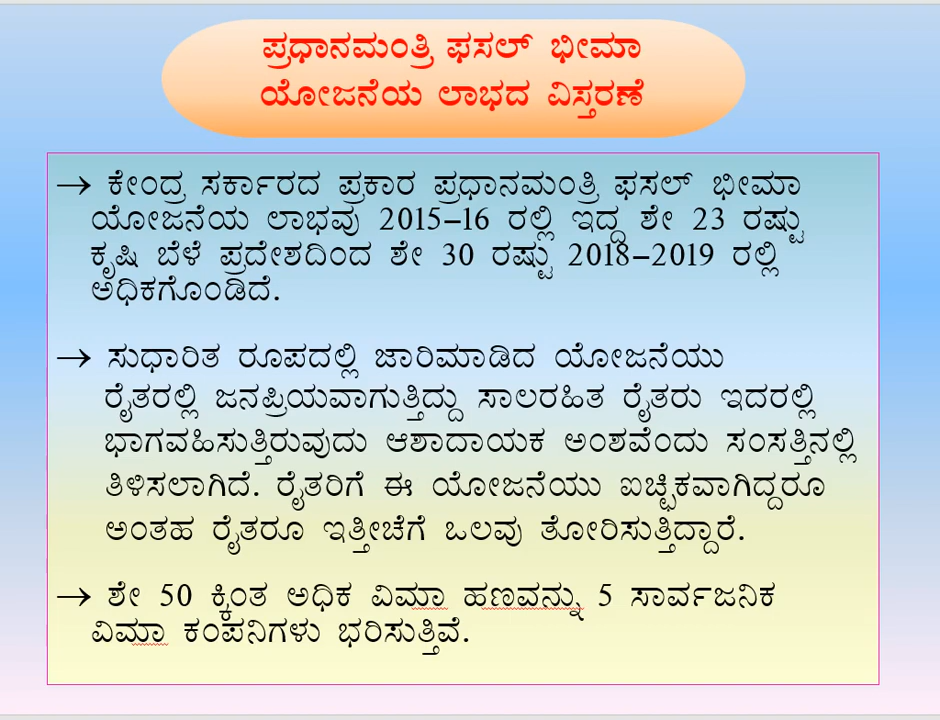 ಪ್ರಧಾನಮಂತ್ರಿ ಫಸಲ್ ಭೀಮಾ
ಯೋಜನೆಯ ಲಾಭದ ವಿಸ್ತರಣೆ
→ ಕೇಂದ್ರ ಸರ್ಕಾರದ ಪ್ರಕಾರ ಪ್ರಧಾನಮಂತ್ರಿ ಫಸಲ್ ಭೀಮಾ
ಯೋಜನೆಯ ಲಾಭವು 2015–16 ರಲ್ಲಿ ಇದ್ದ ಶೇ 23 ರಷ್ಟು
ಕೃಷಿ ಬೆಳೆ ಪ್ರದೇಶದಿಂದ ಶೇ 30 ರಷ್ಟು 2018–2019 ರಲ್ಲಿ
ಅಧಿಕಗೊಂಡಿದೆ.
→ ಸುಧಾರಿತ ರೂಪದಲ್ಲಿ ಜಾರಿಮಾಡಿದ ಯೋಜನೆಯು
ರೈತರಲ್ಲಿ ಜನಪ್ರಿಯವಾಗುತ್ತಿದ್ದು ಸಾಲರಹಿತ ರೈತರು ಇದರಲ್ಲಿ
ಭಾಗವಹಿಸುತ್ತಿರುವುದು ಆಶಾದಾಯಕ ಅಂಶವೆಂದು ಸಂಸತ್ತಿನಲ್ಲಿ
ತಿಳಿಸಲಾಗಿದೆ. ರೈತರಿಗೆ ಈ ಯೋಜನೆಯು ಐಚ್ಛಿಕವಾಗಿದ್ದರೂ
ಅಂತಹ ರೈತರೂ ಇತ್ತೀಚೆಗೆ ಒಲವು ತೋರಿಸುತ್ತಿದ್ದಾರೆ.
→ ಶೇ 50 ಕ್ಕಿಂತ ಅಧಿಕ ವಿಮಾ ಹಣವನ್ನು 5 ಸಾರ್ವಜನಿಕ
ವಿಮಾ ಕಂಪನಿಗಳು ಭರಿಸುತ್ತಿವೆ.